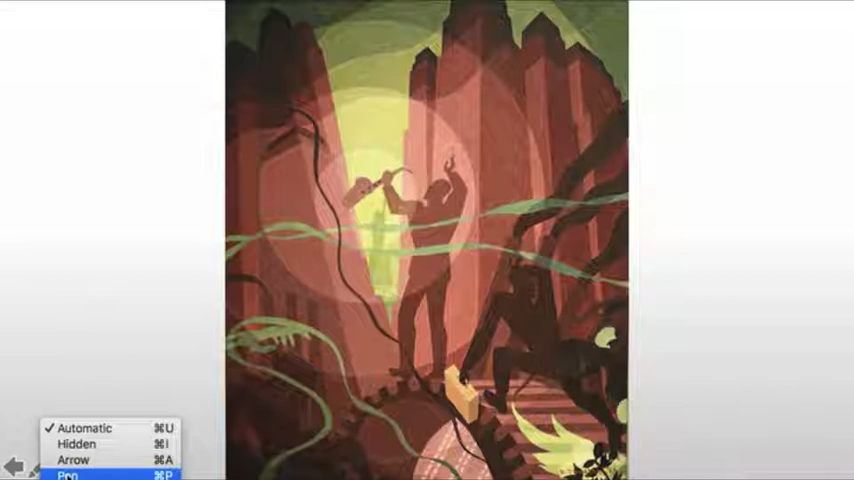 ✓ Automatic ⌘U
Hidden ⌘I
Arrow ⌘A
Pen ⌘P